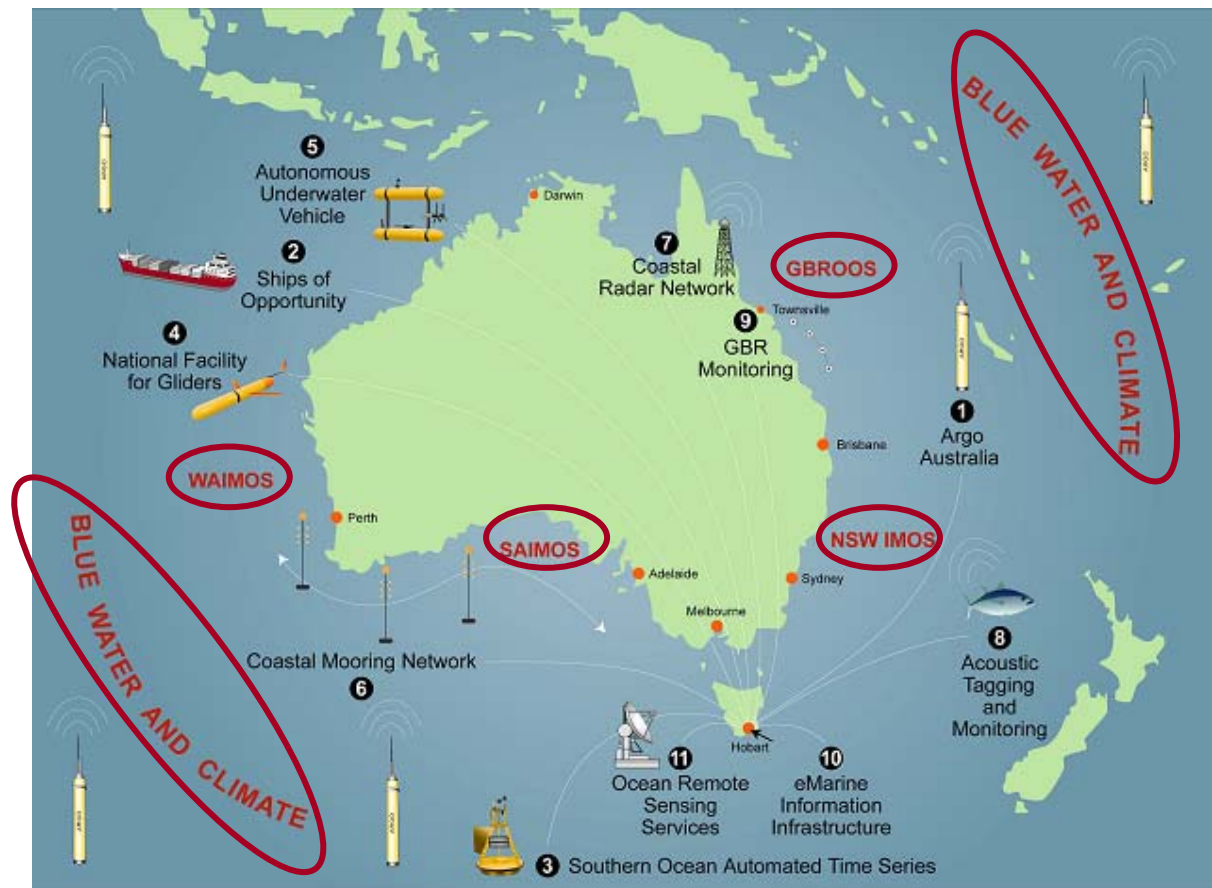 BLUE WATER AND CLIMATE
5
Autonomous
Underwater
Vehicle
Darwin
2
Ships of
Opportunity
7
Coastal
Radar Network
GBROOS
Townsville
4
National Facility
for Gliders
9
GBR
Monitoring
1
Argo
Australia
Brisbane
WAIMOS
Perth
SAIMOS
NSW IMOS
Adelaide
Sydney
Melbourne
BLUE WATER AND CLIMATE
Coastal Mooring Network
6
8
Acoustic
Tagging
and
Monitoring
Hobart
11
Ocean Remote
Sensing
Services
10
eMarine
Information
Infrastructure
3 Southern Ocean Automated Time Series